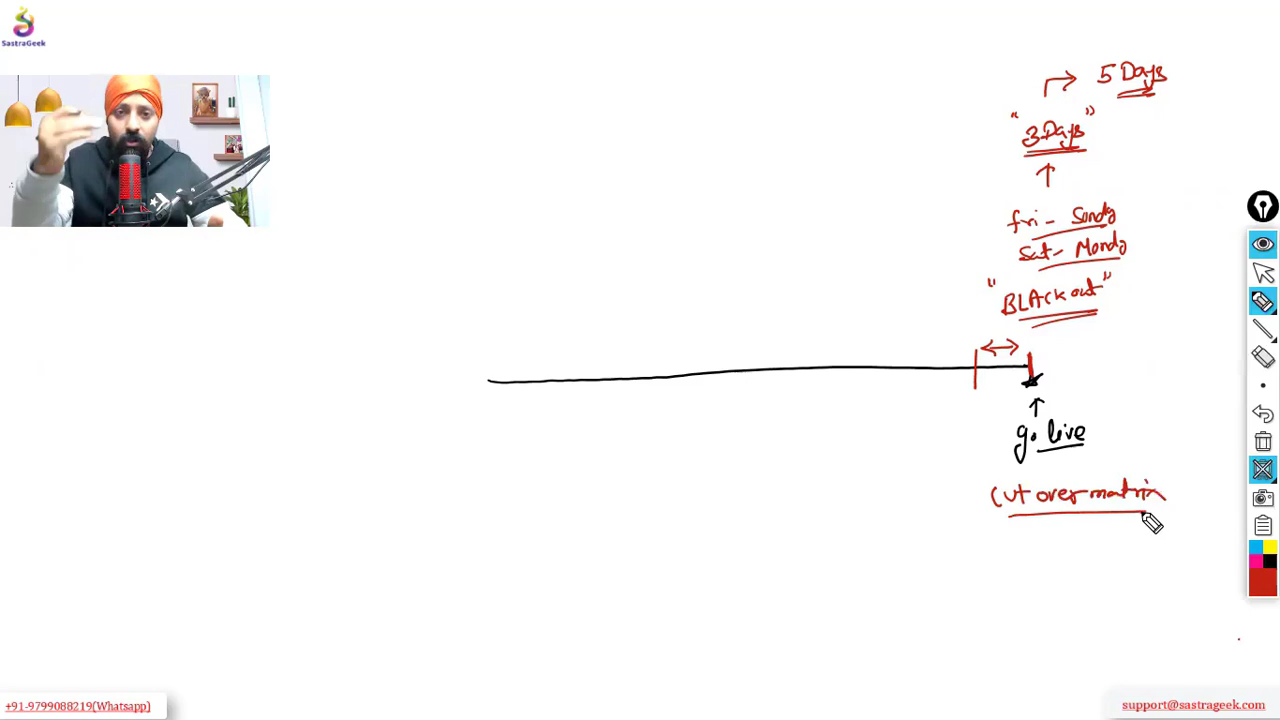 SastraGeek
5 Days
"3 Days"
fri - Sunday
Sat - Monday
"BLACKout"
go live
Cut over matrix
+91-9799088219(Whatsapp)
support@sastrageek.com